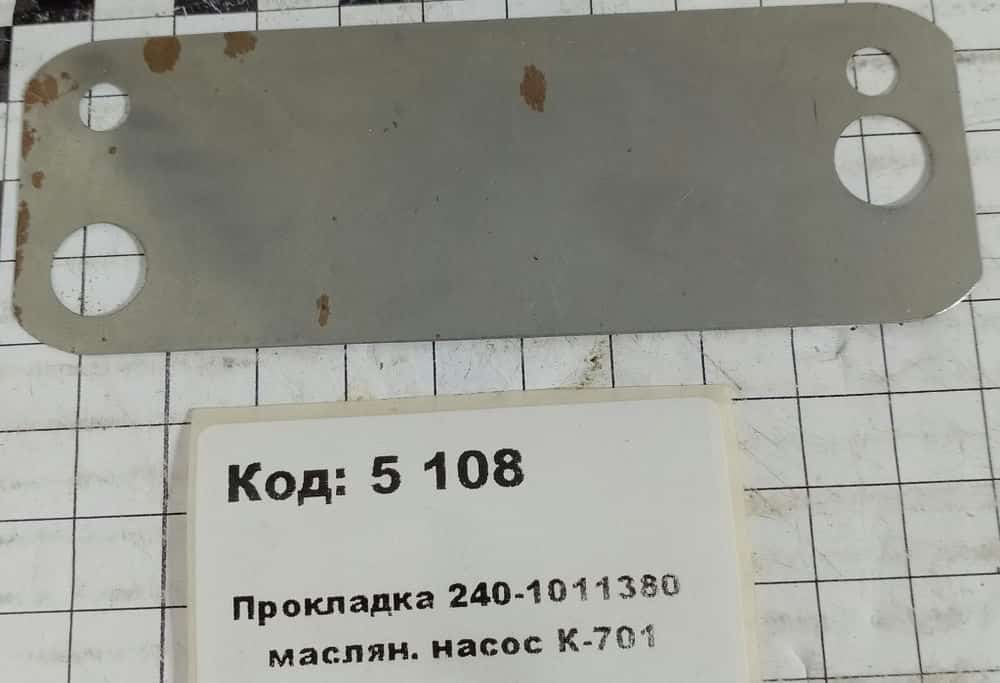 Код: 5 108
Прокладка 240-1011380
маслян. насос К-701